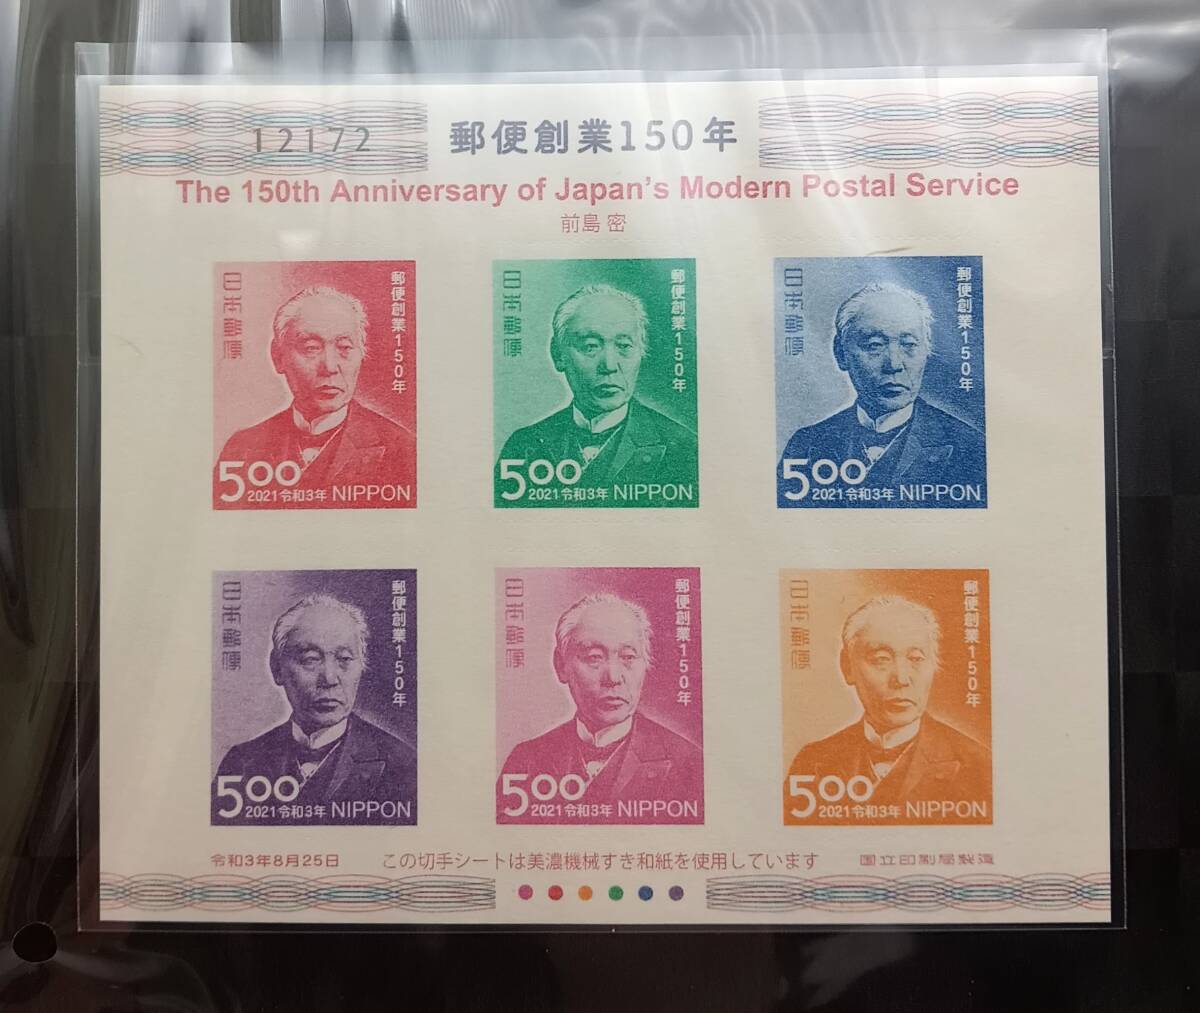 12172
郵便創業150年
The 150th Anniversary of Japan's Modern Postal Service
前島 密
日本郵便
郵便創業150年
500
2021令和3年 NIPPON
日本郵便
郵便創業150年
500
2021令和3年 NIPPON
日本郵便
郵便創業150年
500
2021令和3年 NIPPON
日本郵便
郵便創業150年
500
2021令和3年 NIPPON
日本郵便
郵便創業150年
500
2021令和3年 NIPPON
日本郵便
郵便創業150年
500
2021令和3年 NIPPON
令和3年8月25日 この切手シートは美濃機械すき和紙を使用しています 国立印刷局製造